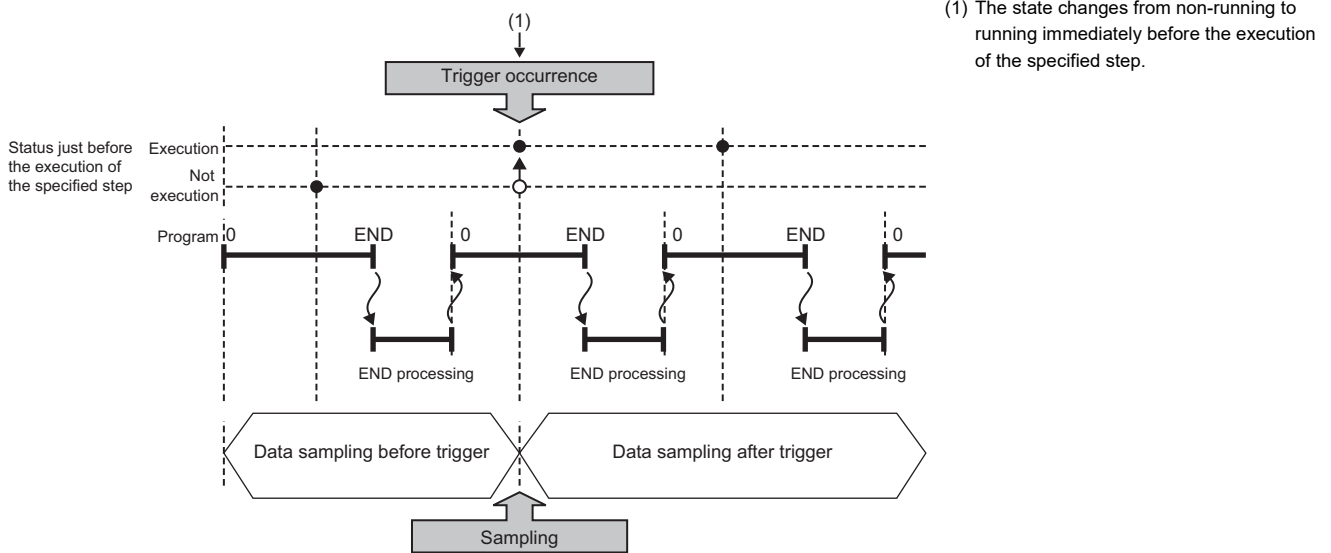 (1)
(1) The state changes from non-running to
running immediately before the execution
of the specified step.
Trigger occurrence
Status just before
the execution of
the specified step
Execution
Not
execution
Program
0
END
0
END
0
END
0
END processing
END processing
END processing
Data sampling before trigger
Data sampling after trigger
Sampling